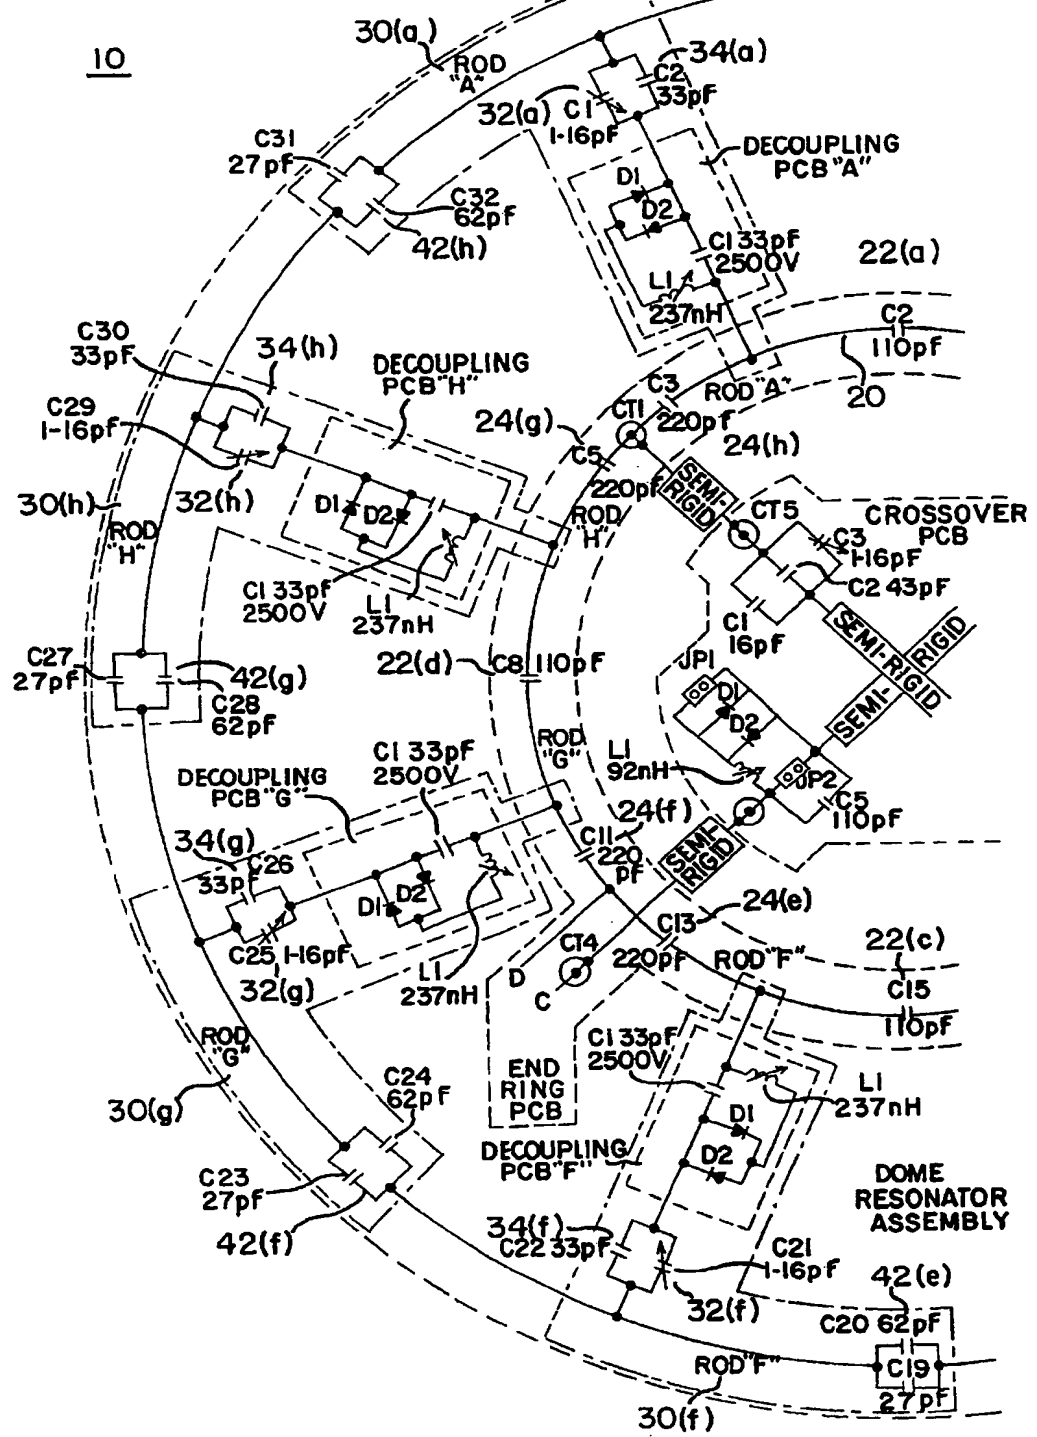 10
30(a)
ROD
"A"
34(a)
C2
33pF
32(a)
C1
1-16pF
C31
27pF
C32
62pF
42(h)
DECOUPLING
PCB "A"
D1
D2
C1 33pF
2500V
L1
237nH
22(a)
C2
110pF
20
ROD "A"
C3
220pF
CT1
24(h)
24(g)
C5
220pF
C30
33pF
34(h)
DECOUPLING
PCB "H"
C29
1-16pF
32(h)
30(h)
ROD
"H"
D1
D2
C1 33pF
2500V
L1
237nH
ROD
"H"
SEMI-
RIGID
CT5
CROSSOVER
PCB
C3
1-16pF
C2 43pF
C1
16pF
SEMI-RIGID
SEMI-
RIGID
C27
27pF
42(g)
C28
62pF
22(d)
C8
110pF
JP1
D1
D2
L1
92nH
JP2
C5
110pF
ROD
"G"
DECOUPLING
PCB "G"
C1 33pF
2500V
24(f)
C11
220
pF
SEMI-
RIGID
34(g)
C26
33pF
D2
D1
C25 1-16pF
32(g)
L1
237nH
24(e)
C13
220pF
CT4
D
C
ROD "F"
22(c)
C15
110pF
ROD
"G"
30(g)
END
RING
PCB
C1 33pF
2500V
L1
237nH
D1
D2
C24
62pF
C23
27pF
42(f)
DECOUPLING
PCB "F"
DOME
RESONATOR
ASSEMBLY
34(f)
C22 33pF
C21
1-16pF
32(f)
42(e)
C20 62pF
C19
27pF
ROD "F"
30(f)